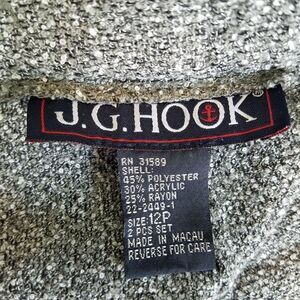 J.G.HOOK®
RN 31589
SHELL:
45% POLYESTER
30% ACRYLIC
25% RAYON
22-2449-1
SIZE: 12P
2 PCS SET
MADE IN MACAU
REVERSE FOR CARE